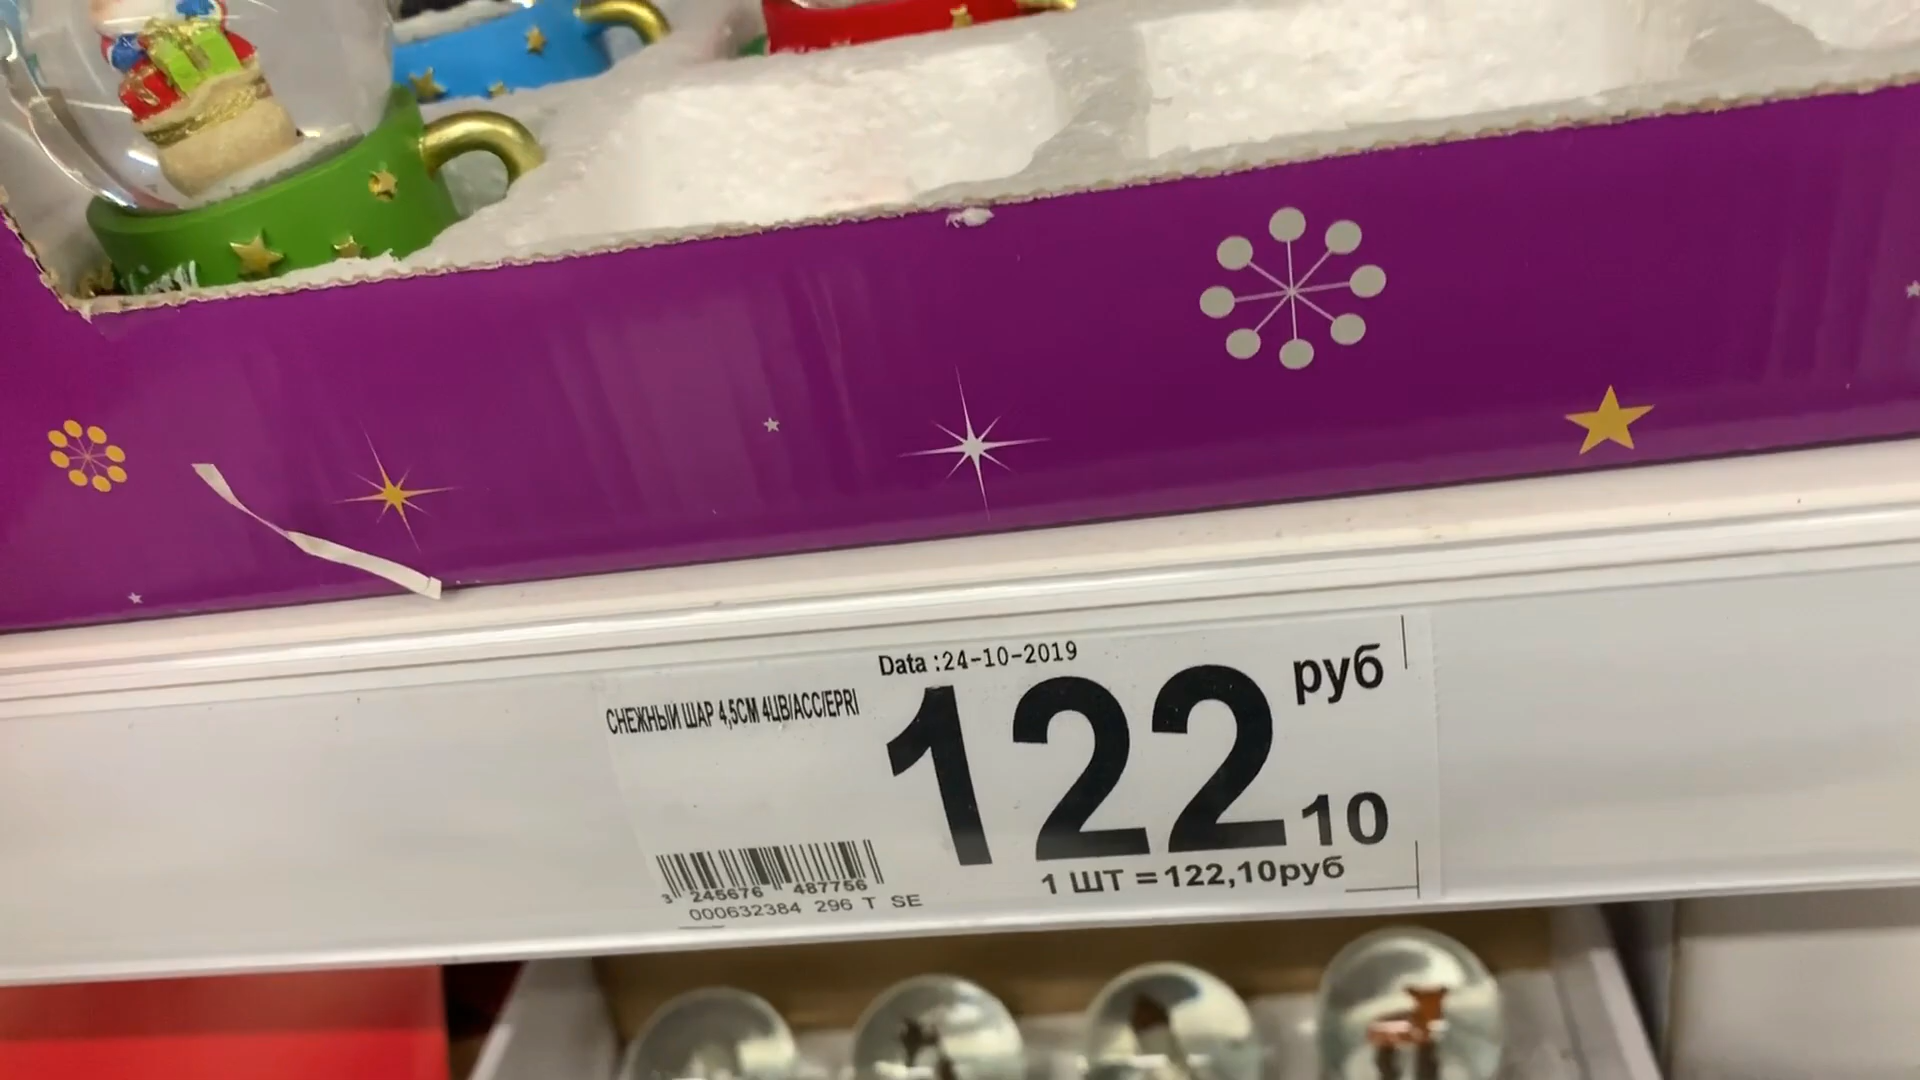 Data :24-10-2019
СНЕЖНЫЙ ШАР 4,5СМ 4ЦВ/АСС/EPRI
122 руб 10
1 ШТ =122,10руб
3 245676 487756
000632384 296 T SE